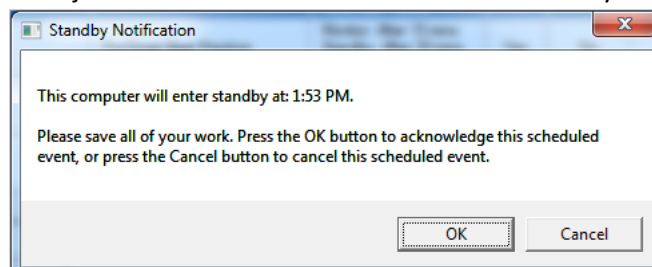 Standby Notification
This computer will enter standby at: 1:53 PM.
Please save all of your work. Press the OK button to acknowledge this scheduled
event, or press the Cancel button to cancel this scheduled event.
OK
Cancel